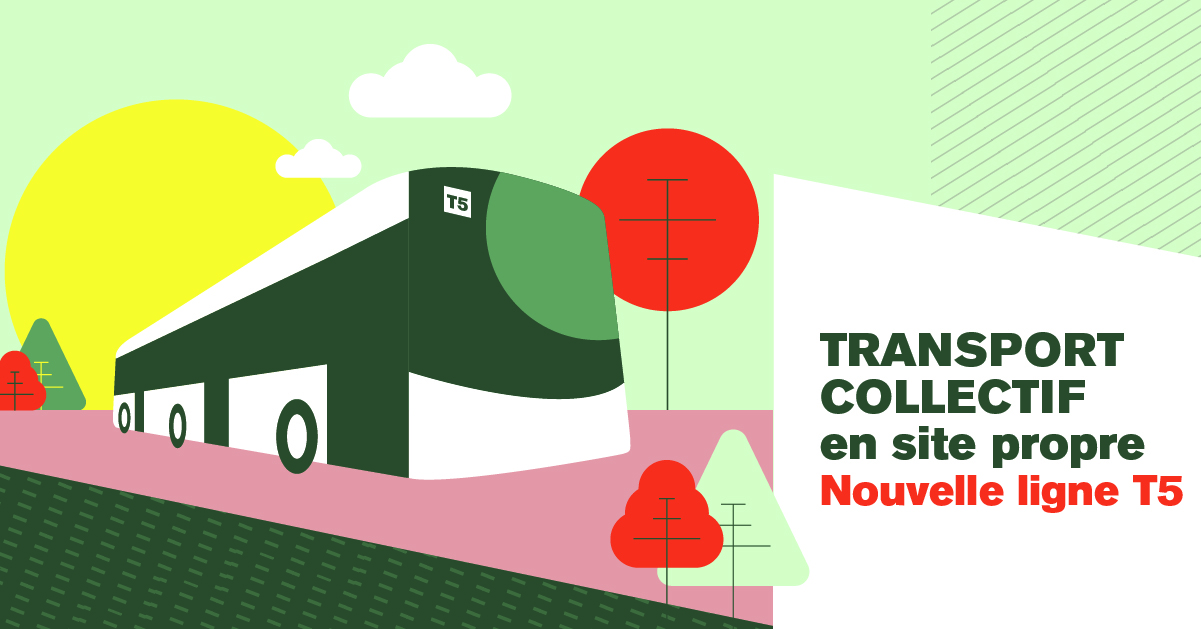 T5
TRANSPORT
COLLECTIF
en site propre
Nouvelle ligne T5